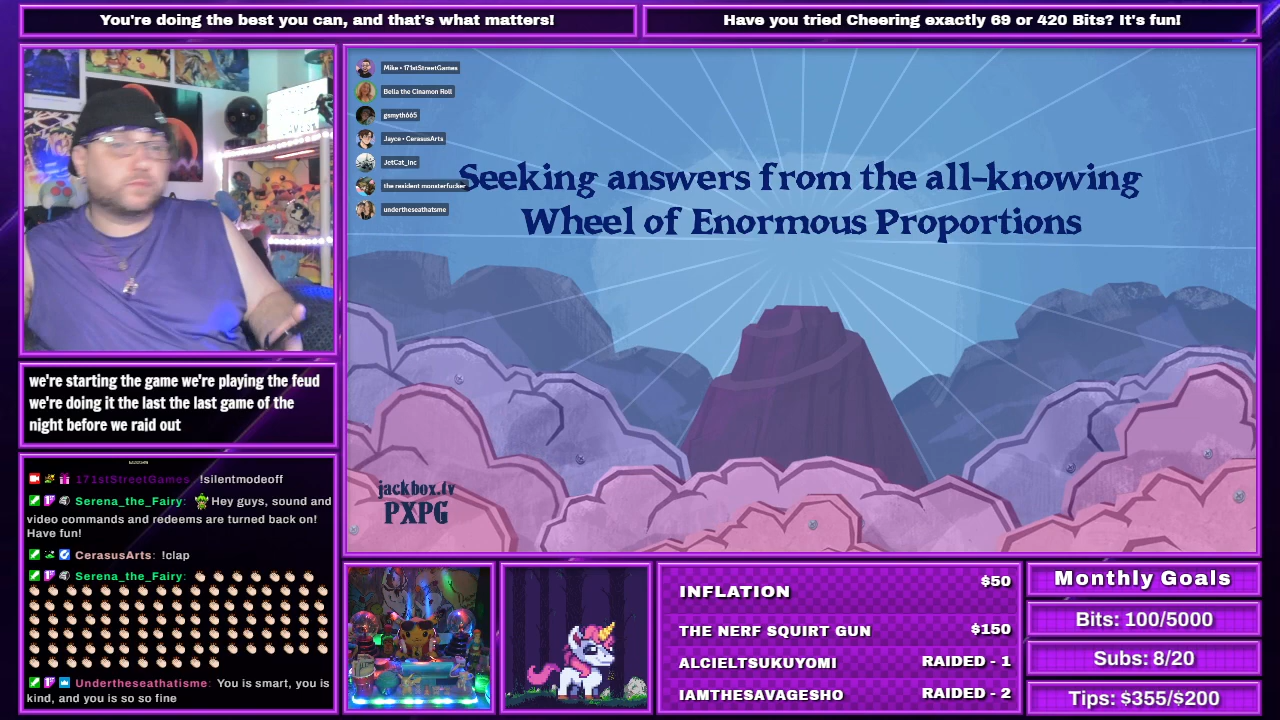 You're doing the best you can, and that's what matters!
Have you tried Cheering exactly 69 or 420 Bits? It's fun!
Mike • 171stStreetGames
Bella the Cinamon Roll
gsmyth665
Jayce • CerasusArts
JetCat_Inc
the resident monsterfucker
undertheseathatsme
Seeking answers from the all-knowing
Wheel of Enormous Proportions
jackbox.tv
PXPG
we're starting the game we're playing the feud
we're doing it the last the last game of the
night before we raid out
171stStreetGames: !silentmodeoff
Serena_the_Fairy: Hey guys, sound and
video commands and redeems are turned back on!
Have fun!
CerasusArts: !clap
Serena_the_Fairy:
Undertheseathatisme: You is smart, you is
kind, and you is so so fine
INFLATION $50
THE NERF SQUIRT GUN $150
ALCIELTSUKUYOMI RAIDED - 1
IAMTHESAVAGESHO RAIDED - 2
Monthly Goals
Bits: 100/5000
Subs: 8/20
Tips: $355/$200